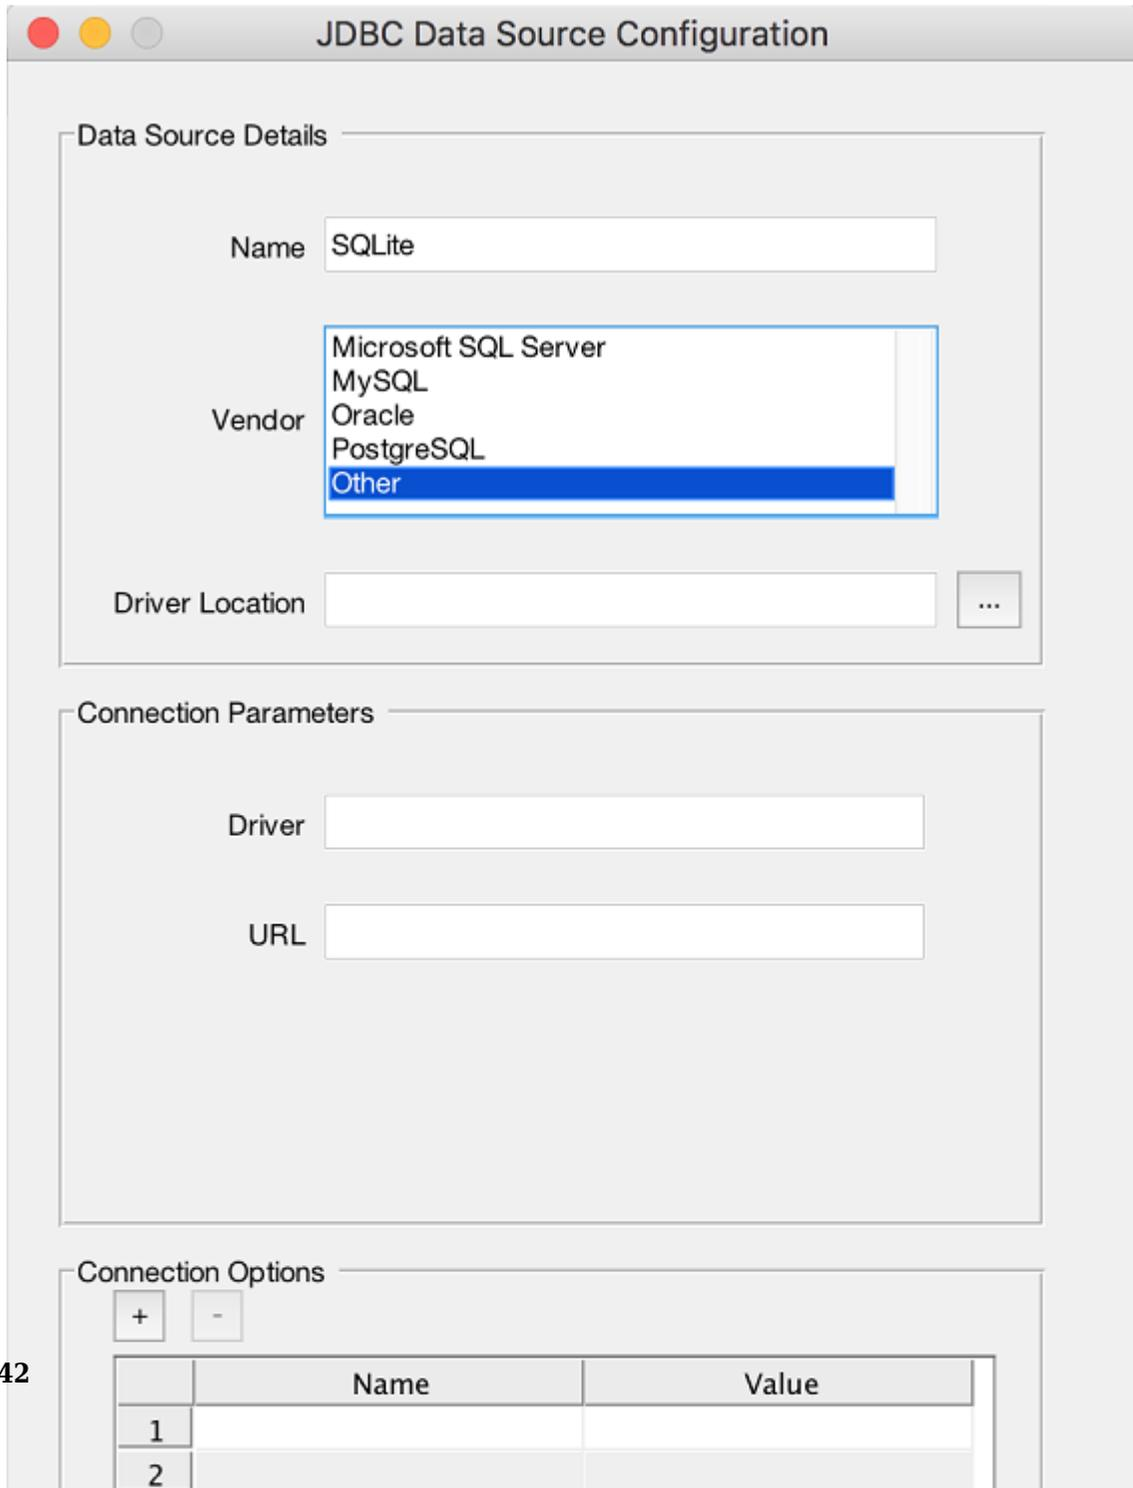 JDBC Data Source Configuration
Data Source Details
Name SQLite
Microsoft SQL Server
MySQL
Vendor Oracle
PostgreSQL
Other
Driver Location ...
Connection Parameters
Driver
URL
Connection Options
+ -
42
Name Value
1
2